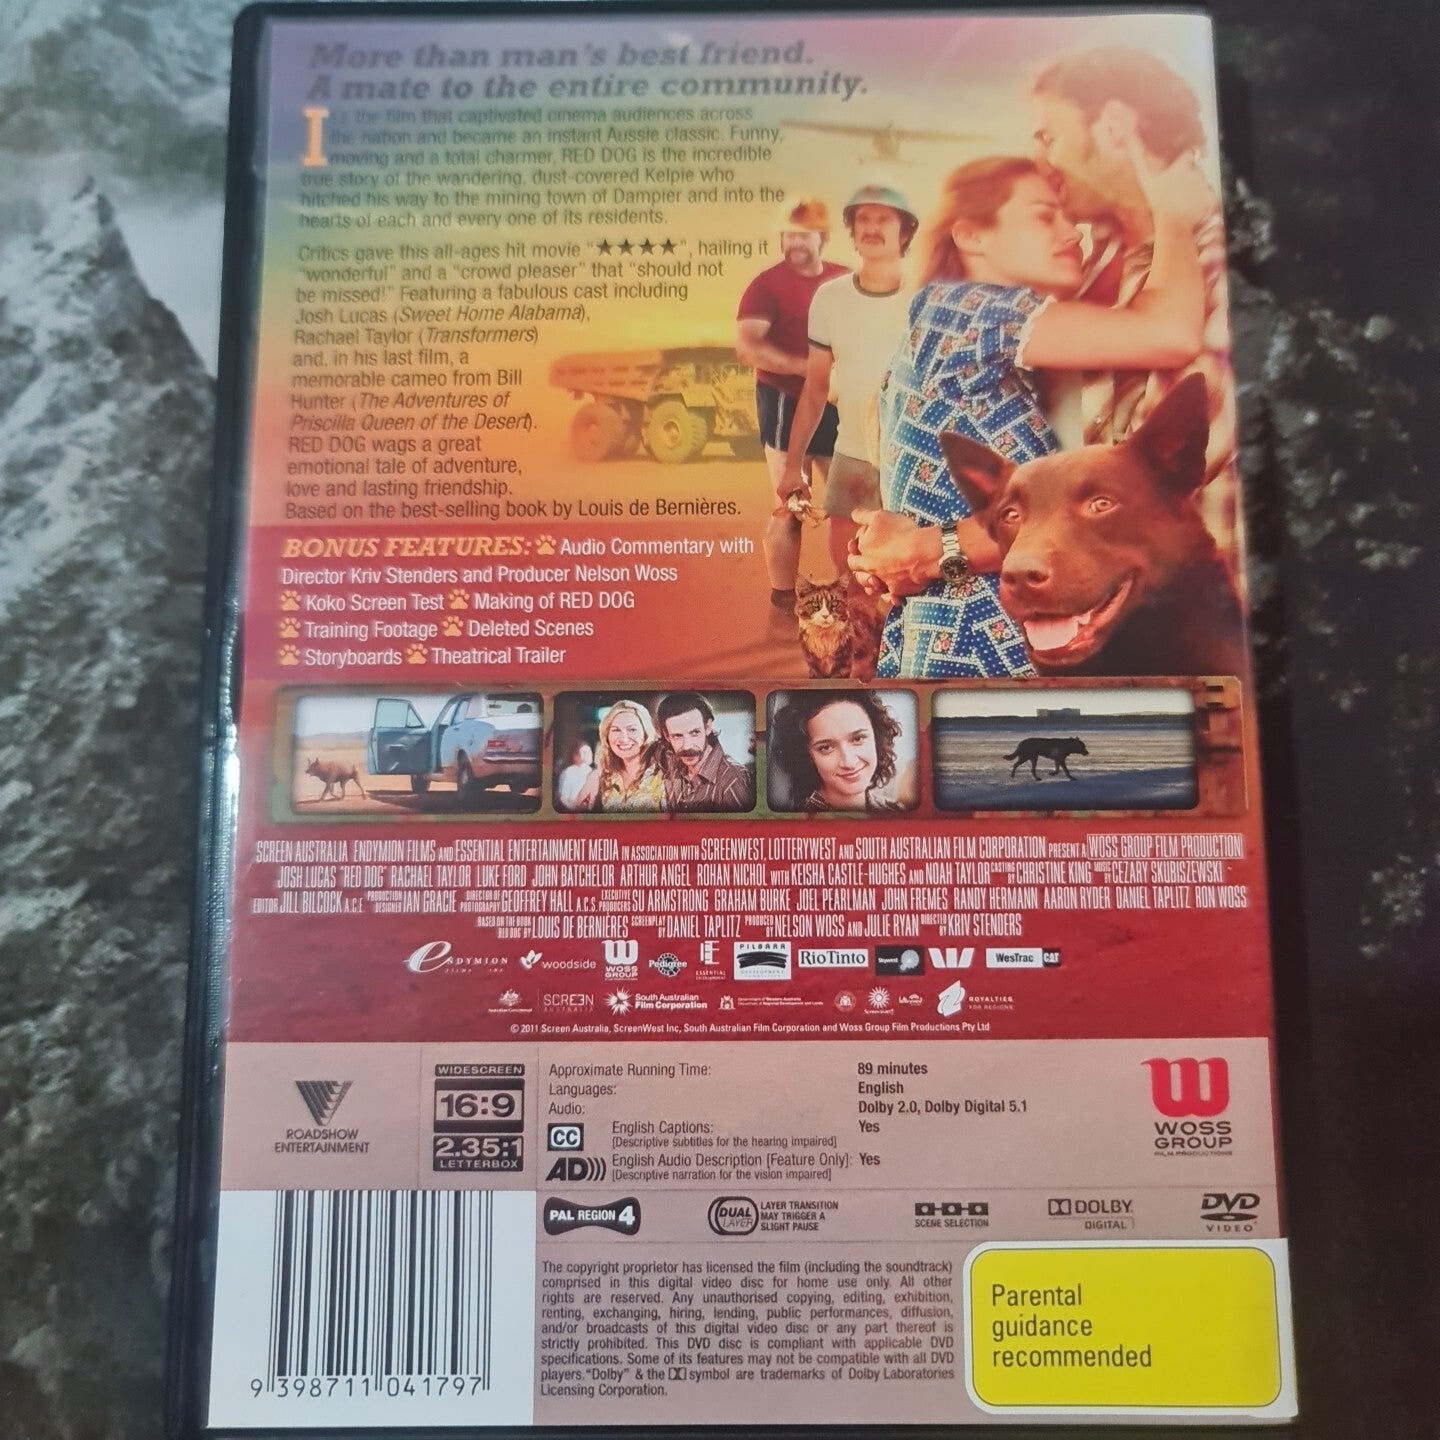 More than man's best friend.
A mate to the entire community.
It's the film that captivated cinema audiences across
the nation and became an instant Aussie classic. Funny,
moving and a total charmer, RED DOG is the incredible
true story of the wandering, dust-covered Kelpie who
hitched his way to the mining town of Dampier and into the
hearts of each and every one of its residents.
Critics gave this all-ages hit movie "★★★★", hailing it
"wonderful" and a "crowd pleaser" that "should not
be missed!" Featuring a fabulous cast including
Josh Lucas (Sweet Home Alabama),
Rachael Taylor (Transformers)
and, in his last film, a
memorable cameo from Bill
Hunter (The Adventures of
Priscilla Queen of the Desert).
RED DOG wags a great
emotional tale of adventure,
love and lasting friendship.
Based on the best-selling book by Louis de Bernières.
BONUS FEATURES: Audio Commentary with
Director Kriv Stenders and Producer Nelson Woss
Koko Screen Test Making of RED DOG
Training Footage Deleted Scenes
Storyboards Theatrical Trailer
SCREEN AUSTRALIA ENDYMION FILMS AND ESSENTIAL ENTERTAINMENT MEDIA IN ASSOCIATION WITH SCREENWEST, LOTTERYWEST AND SOUTH AUSTRALIAN FILM CORPORATION PRESENT A WOSS GROUP FILM PRODUCTION
JOSH LUCAS "RED DOG" RACHAEL TAYLOR LUKE FORD JOHN BATCHELOR ARTHUR ANGEL ROHAN NICHOL WITH KEISHA CASTLE-HUGHES AND NOAH TAYLOR CASTING BY CHRISTINE KING MUSIC BY CEZARY SKUBISZEWSKI
EDITOR JILL BILCOCK A.C.E. PRODUCTION DESIGNER IAN GRACIE DIRECTOR OF PHOTOGRAPHY GEOFFREY HALL A.C.S. EXECUTIVE PRODUCERS SU ARMSTRONG GRAHAM BURKE JOEL PEARLMAN JOHN FREMES RANDY HERMANN AARON RYDER DANIEL TAPLITZ RON WOSS
BASED ON THE BOOK RED DOG BY LOUIS DE BERNIÈRES SCREENPLAY BY DANIEL TAPLITZ PRODUCED BY NELSON WOSS AND JULIE RYAN DIRECTED BY KRIV STENDERS
ENDYMION FILMS INC woodside W WOSS GROUP Pedigree ESSENTIAL PILBARA RioTinto Skywest WesTrac CAT
Australian Government SCREEN AUSTRALIA South Australian Film Corporation Government of Western Australia Department of Regional Development and Lands ScreenWest ROYALTIES FOR REGIONS
© 2011 Screen Australia, ScreenWest Inc, South Australian Film Corporation and Woss Group Film Productions Pty Ltd
ROADSHOW
ENTERTAINMENT
WIDESCREEN
16:9
2.35:1
LETTERBOX
Approximate Running Time: 89 minutes
Languages: English
Audio: Dolby 2.0, Dolby Digital 5.1
CC English Captions: Yes
[Descriptive subtitles for the hearing impaired]
AD))) English Audio Description [Feature Only]: Yes
[Descriptive narration for the vision impaired]
W
WOSS
GROUP
FILM PRODUCTIONS
PAL REGION 4
DUAL LAYER
LAYER TRANSITION
MAY TRIGGER A
SLIGHT PAUSE
SCENE SELECTION
DOLBY
DIGITAL
DVD
VIDEO
The copyright proprietor has licensed the film (including the soundtrack)
comprised in this digital video disc for home use only. All other
rights are reserved. Any unauthorised copying, editing, exhibition,
renting, exchanging, hiring, lending, public performances, diffusion,
and/or broadcasts of this digital video disc or any part thereof is
strictly prohibited. This DVD disc is compliant with applicable DVD
specifications. Some of its features may not be compatible with all DVD
players. "Dolby" & the symbol are trademarks of Dolby Laboratories
Licensing Corporation.
Parental
guidance
recommended
9 398711 041797